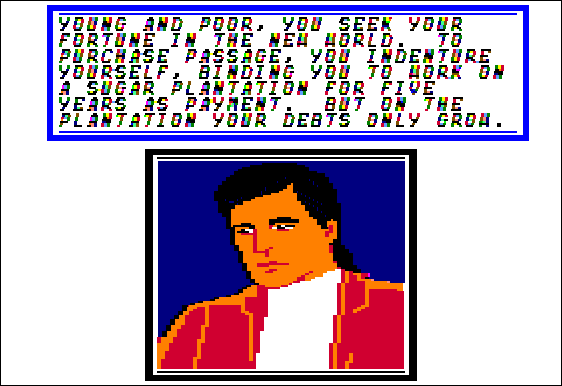 YOUNG AND POOR, YOU SEEK YOUR
FORTUNE IN THE NEW WORLD.  TO
PURCHASE PASSAGE, YOU INDENTURE
YOURSELF, BINDING YOU TO WORK ON
A SUGAR PLANTATION FOR FIVE
YEARS AS PAYMENT.  BUT ON THE
PLANTATION YOUR DEBTS ONLY GROW.